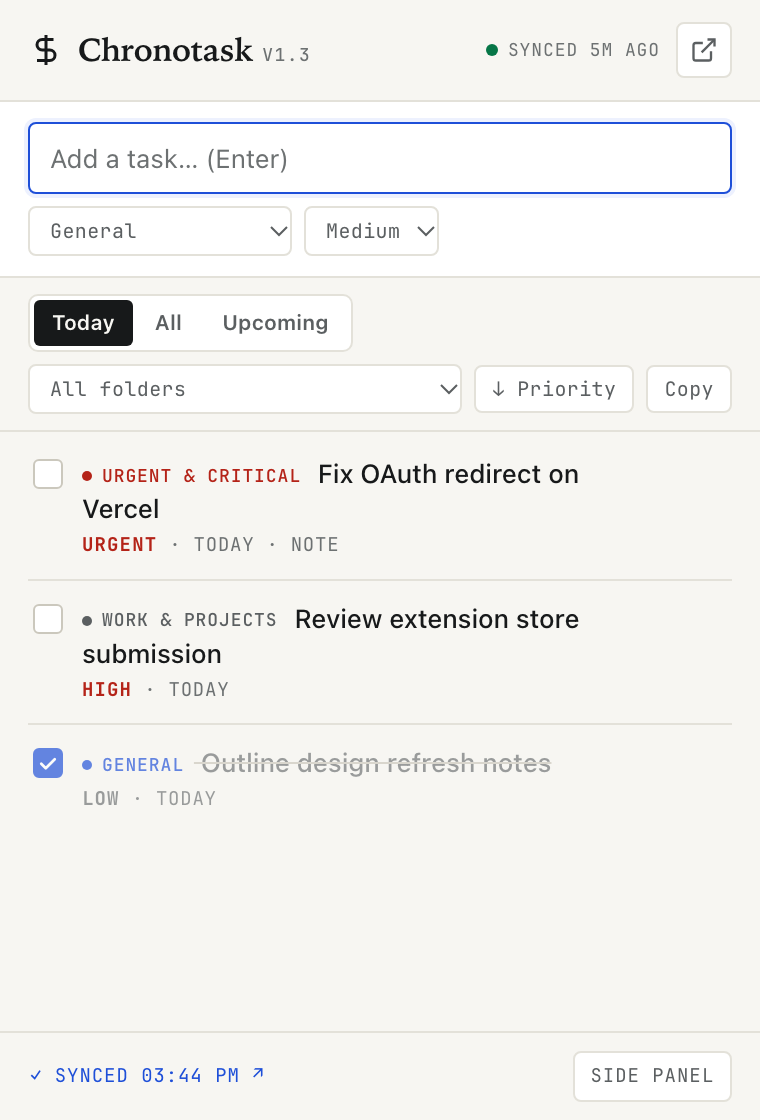 $ Chronotask V1.3
SYNCED 5M AGO
Add a task… (Enter)
General
Medium
Today
All
Upcoming
All folders
↓ Priority
Copy
URGENT & CRITICAL Fix OAuth redirect on
Vercel
URGENT · TODAY · NOTE
WORK & PROJECTS Review extension store
submission
HIGH · TODAY
GENERAL Outline design refresh notes
LOW · TODAY
✓ SYNCED 03:44 PM ↗
SIDE PANEL